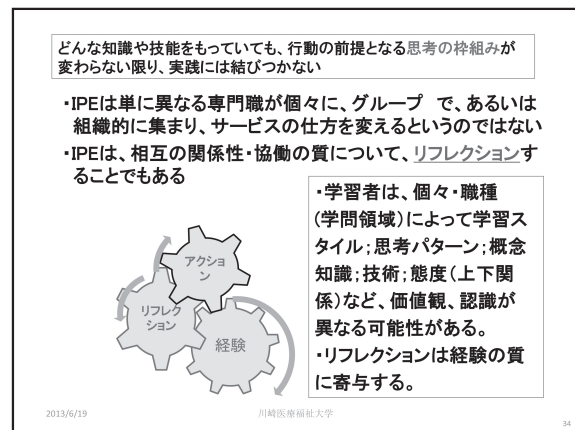 どんな知識や技能をもっていても、行動の前提となる思考の枠組みが
変わらない限り、実践には結びつかない
・IPEは単に異なる専門職が個々に、グループ で、あるいは
組織的に集まり、サービスの仕方を変えるというのではない
・IPEは、相互の関係性・協働の質について、リフレクションす
ることでもある
・学習者は、個々・職種
(学問領域)によって学習ス
タイル;思考パターン;概念
知識;技術;態度(上下関
係)など、価値観、認識が
異なる可能性がある。
・リフレクションは経験の質
に寄与する。
アクショ
ン
リフレク
ション
経験
2013/6/19
川崎医療福祉大学
34